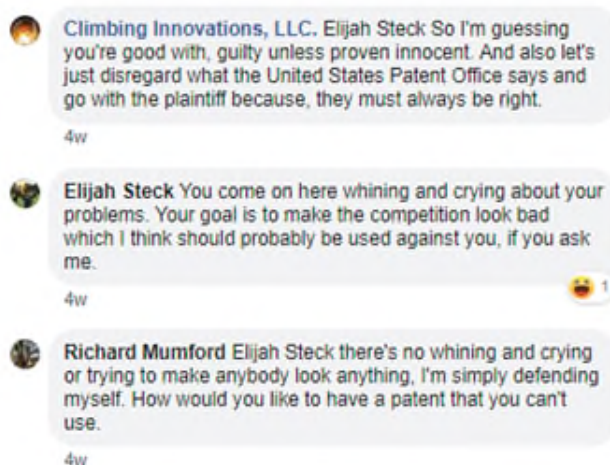 Climbing Innovations, LLC. Elijah Steck So I'm guessing
you're good with, guilty unless proven innocent. And also let's
just disregard what the United States Patent Office says and
go with the plaintiff because, they must always be right.
4w
Elijah Steck You come on here whining and crying about your
problems. Your goal is to make the competition look bad
which I think should probably be used against you, if you ask
me.
1
4w
Richard Mumford Elijah Steck there's no whining and crying
or trying to make anybody look anything, I'm simply defending
myself. How would you like to have a patent that you can't
use.
4w